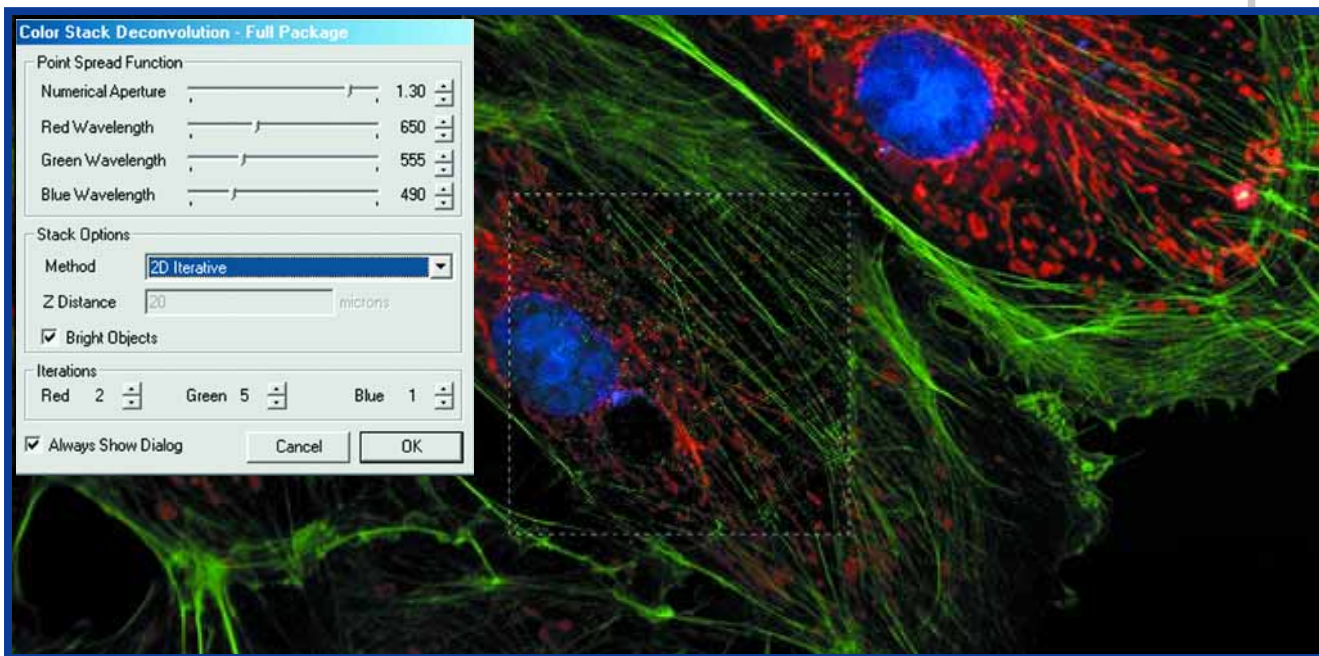 Color Stack Deconvolution - Full Package
Point Spread Function
Numerical Aperture 1.30
Red Wavelength 650
Green Wavelength 555
Blue Wavelength 490
Stack Options
Method 2D Iterative
Z Distance 20 microns
Bright Objects
Iterations
Red 2 Green 5 Blue 1
Always Show Dialog Cancel OK